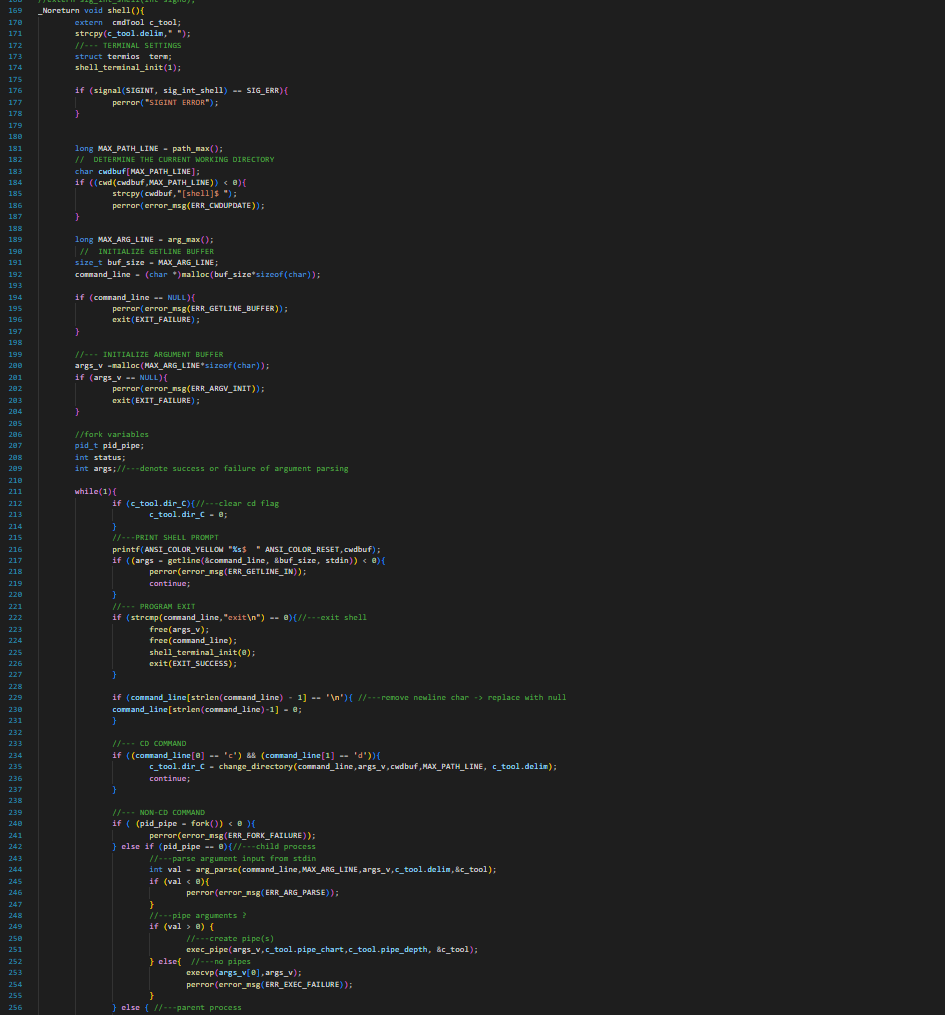 //extern sig_int_shell(int signo);
169 _Noreturn void shell(){
170 extern  cmdTool c_tool;
171 strcpy(c_tool.delim," ");
172 //--- TERMINAL SETTINGS
173 struct termios  term;
174 shell_terminal_init(1);
175
176 if (signal(SIGINT, sig_int_shell) == SIG_ERR){
177 perror("SIGINT ERROR");
178 }
179
180
181 long MAX_PATH_LINE = path_max();
182 //  DETERMINE THE CURRENT WORKING DIRECTORY
183 char cwdbuf[MAX_PATH_LINE];
184 if ((cwd(cwdbuf,MAX_PATH_LINE)) < 0){
185 strcpy(cwdbuf,"[shell]$ ");
186 perror(error_msg(ERR_CWDUPDATE));
187 }
188
189 long MAX_ARG_LINE = arg_max();
190 //  INITIALIZE GETLINE BUFFER
191 size_t buf_size = MAX_ARG_LINE;
192 command_line = (char *)malloc(buf_size*sizeof(char));
193
194 if (command_line == NULL){
195 perror(error_msg(ERR_GETLINE_BUFFER));
196 exit(EXIT_FAILURE);
197 }
198
199 //--- INITIALIZE ARGUMENT BUFFER
200 args_v =malloc(MAX_ARG_LINE*sizeof(char));
201 if (args_v == NULL){
202 perror(error_msg(ERR_ARGV_INIT));
203 exit(EXIT_FAILURE);
204 }
205
206 //fork variables
207 pid_t pid_pipe;
208 int status;
209 int args;//---denote success or failure of argument parsing
210
211 while(1){
212 if (c_tool.dir_C){//---clear cd flag
213 c_tool.dir_C = 0;
214 }
215 //---PRINT SHELL PROMPT
216 printf(ANSI_COLOR_YELLOW "%s$  " ANSI_COLOR_RESET,cwdbuf);
217 if ((args = getline(&command_line, &buf_size, stdin)) < 0){
218 perror(error_msg(ERR_GETLINE_IN));
219 continue;
220 }
221 //--- PROGRAM EXIT
222 if (strcmp(command_line,"exit\n") == 0){//---exit shell
223 free(args_v);
224 free(command_line);
225 shell_terminal_init(0);
226 exit(EXIT_SUCCESS);
227 }
228
229 if (command_line[strlen(command_line) - 1] == '\n'){ //---remove newline char -> replace with null
230 command_line[strlen(command_line)-1] = 0;
231 }
232
233 //--- CD COMMAND
234 if ((command_line[0] == 'c') && (command_line[1] == 'd')){
235 c_tool.dir_C = change_directory(command_line,args_v,cwdbuf,MAX_PATH_LINE, c_tool.delim);
236 continue;
237 }
238
239 //--- NON-CD COMMAND
240 if ( (pid_pipe = fork()) < 0 ){
241 perror(error_msg(ERR_FORK_FAILURE));
242 } else if (pid_pipe == 0){//---child process
243 //---parse argument input from stdin
244 int val = arg_parse(command_line,MAX_ARG_LINE,args_v,c_tool.delim,&c_tool);
245 if (val < 0){
246 perror(error_msg(ERR_ARG_PARSE));
247 }
248 //---pipe arguments ?
249 if (val > 0) {
250 //---create pipe(s)
251 exec_pipe(args_v,c_tool.pipe_chart,c_tool.pipe_depth, &c_tool);
252 } else{  //---no pipes
253 execvp(args_v[0],args_v);
254 perror(error_msg(ERR_EXEC_FAILURE));
255 }
256 } else { //---parent process